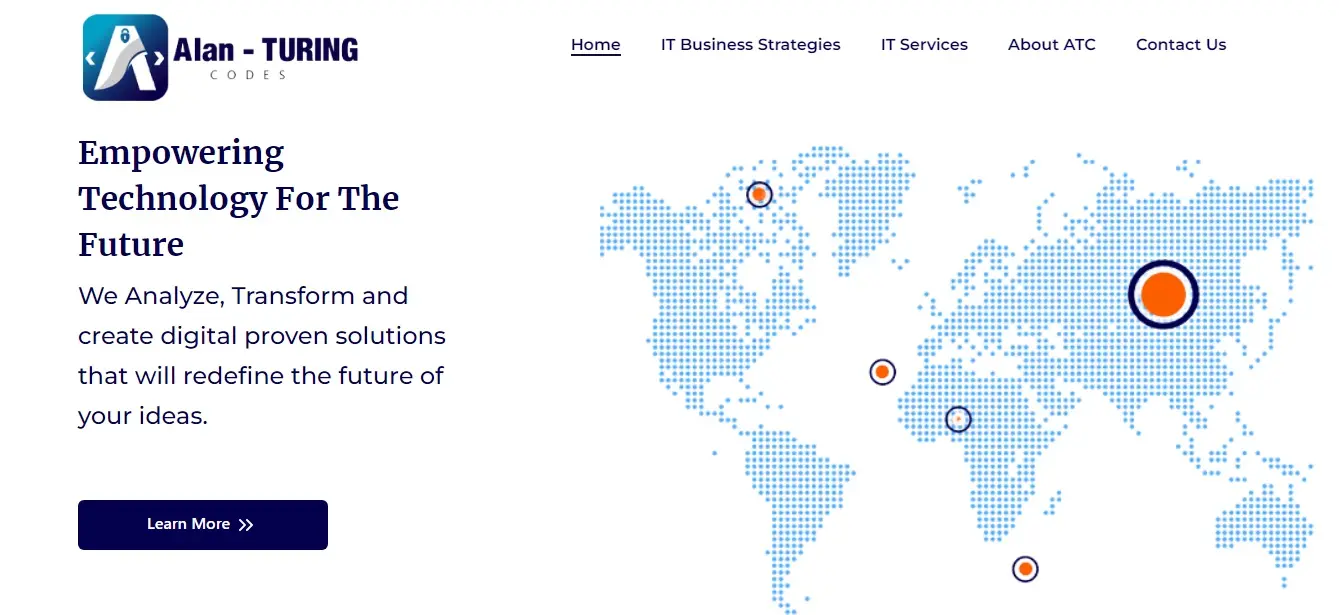 Alan - TURING
CODES
Home
IT Business Strategies
IT Services
About ATC
Contact Us
Empowering
Technology For The
Future
We Analyze, Transform and
create digital proven solutions
that will redefine the future of
your ideas.
Learn More